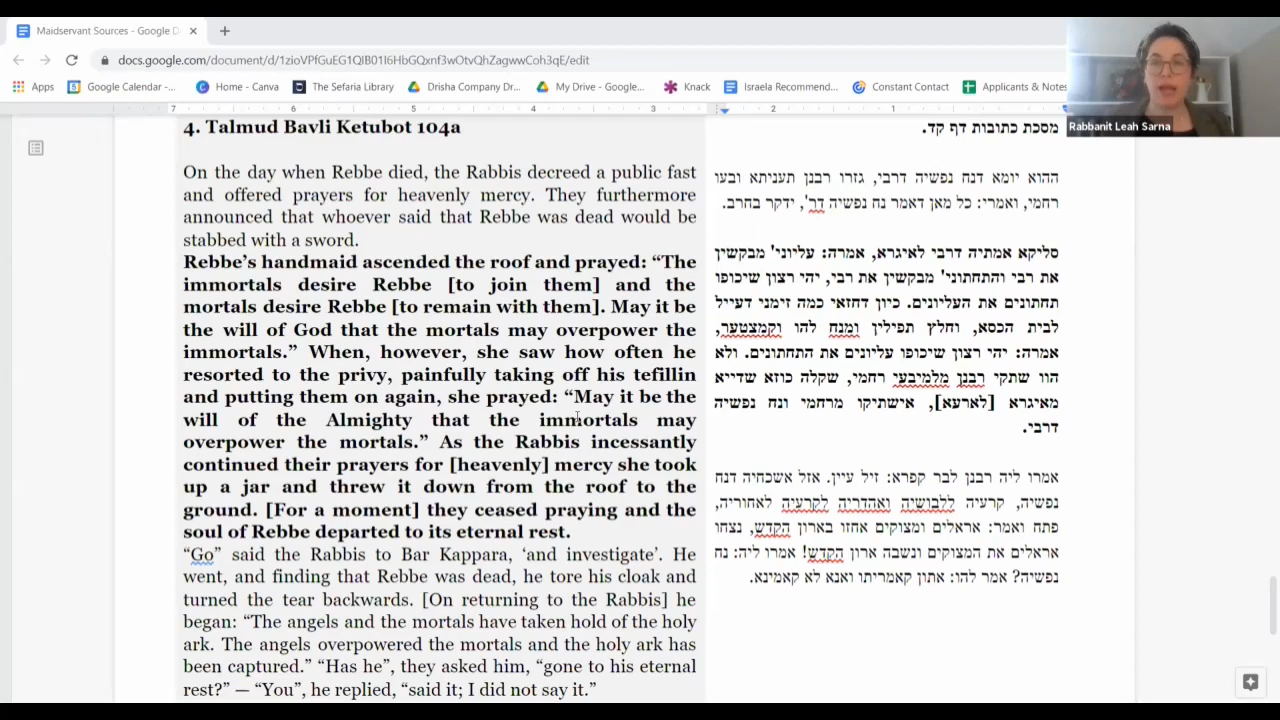 Maidservant Sources - Google D
docs.google.com/document/d/1zioVPfGuEG1QlB01I6HbGQxnf3wOtvQhZagwwCoh3qE/edit
Apps Google Calendar -... Home - Canva The Sefaria Library Drisha Company Dr... My Drive - Google... Knack Israela Recommend... Constant Contact Applicants & Notes
7 6 5 4 3 2 1
Rabbanit Leah Sarna
4. Talmud Bavli Ketubot 104a
On the day when Rebbe died, the Rabbis decreed a public fast
and offered prayers for heavenly mercy. They furthermore
announced that whoever said that Rebbe was dead would be
stabbed with a sword.
Rebbe’s handmaid ascended the roof and prayed: “The
immortals desire Rebbe [to join them] and the
mortals desire Rebbe [to remain with them]. May it be
the will of God that the mortals may overpower the
immortals.” When, however, she saw how often he
resorted to the privy, painfully taking off his tefillin
and putting them on again, she prayed: “May it be the
will of the Almighty that the immortals may
overpower the mortals.” As the Rabbis incessantly
continued their prayers for [heavenly] mercy she took
up a jar and threw it down from the roof to the
ground. [For a moment] they ceased praying and the
soul of Rebbe departed to its eternal rest.
“Go” said the Rabbis to Bar Kappara, ‘and investigate’. He
went, and finding that Rebbe was dead, he tore his cloak and
turned the tear backwards. [On returning to the Rabbis] he
began: “The angels and the mortals have taken hold of the holy
ark. The angels overpowered the mortals and the holy ark has
been captured.” “Has he”, they asked him, “gone to his eternal
rest?” — “You”, he replied, “said it; I did not say it.”
מסכת כתובות דף קד.
ההוא יומא דנח נפשיה דרבי, גזרו רבנן תעניתא ובעו
רחמי, ואמרי: כל מאן דאמר נח נפשיה דר', ידקר בחרב.
סליקא אמתיה דרבי לאיגרא, אמרה: עליוני' מבקשין
את רבי והתחתוני' מבקשין את רבי, יהי רצון שיכופו
תחתונים את העליונים. כיון דחזאי כמה זימני דעייל
לבית הכסא, וחלץ תפילין ומנח להו וקמצטער,
אמרה: יהי רצון שיכופו עליונים את התחתונים. ולא
הוו שתקי רבנן מלמיבעי רחמי, שקלה כוזא שדייא
מאיגרא [לארעא], אישתיקו מרחמי ונח נפשיה
דרבי.
אמרו ליה רבנן לבר קפרא: זיל עיין. אזל אשכחיה דנח
נפשיה, קרעיה ללבושיה ואהדריה לקרעיה לאחוריה,
פתח ואמר: אראלים ומצוקים אחזו בארון הקדש, נצחו
אראלים את המצוקים ונשבה ארון הקדש! אמרו ליה: נח
נפשיה? אמר להו: אתון קאמריתו ואנא לא קאמינא.